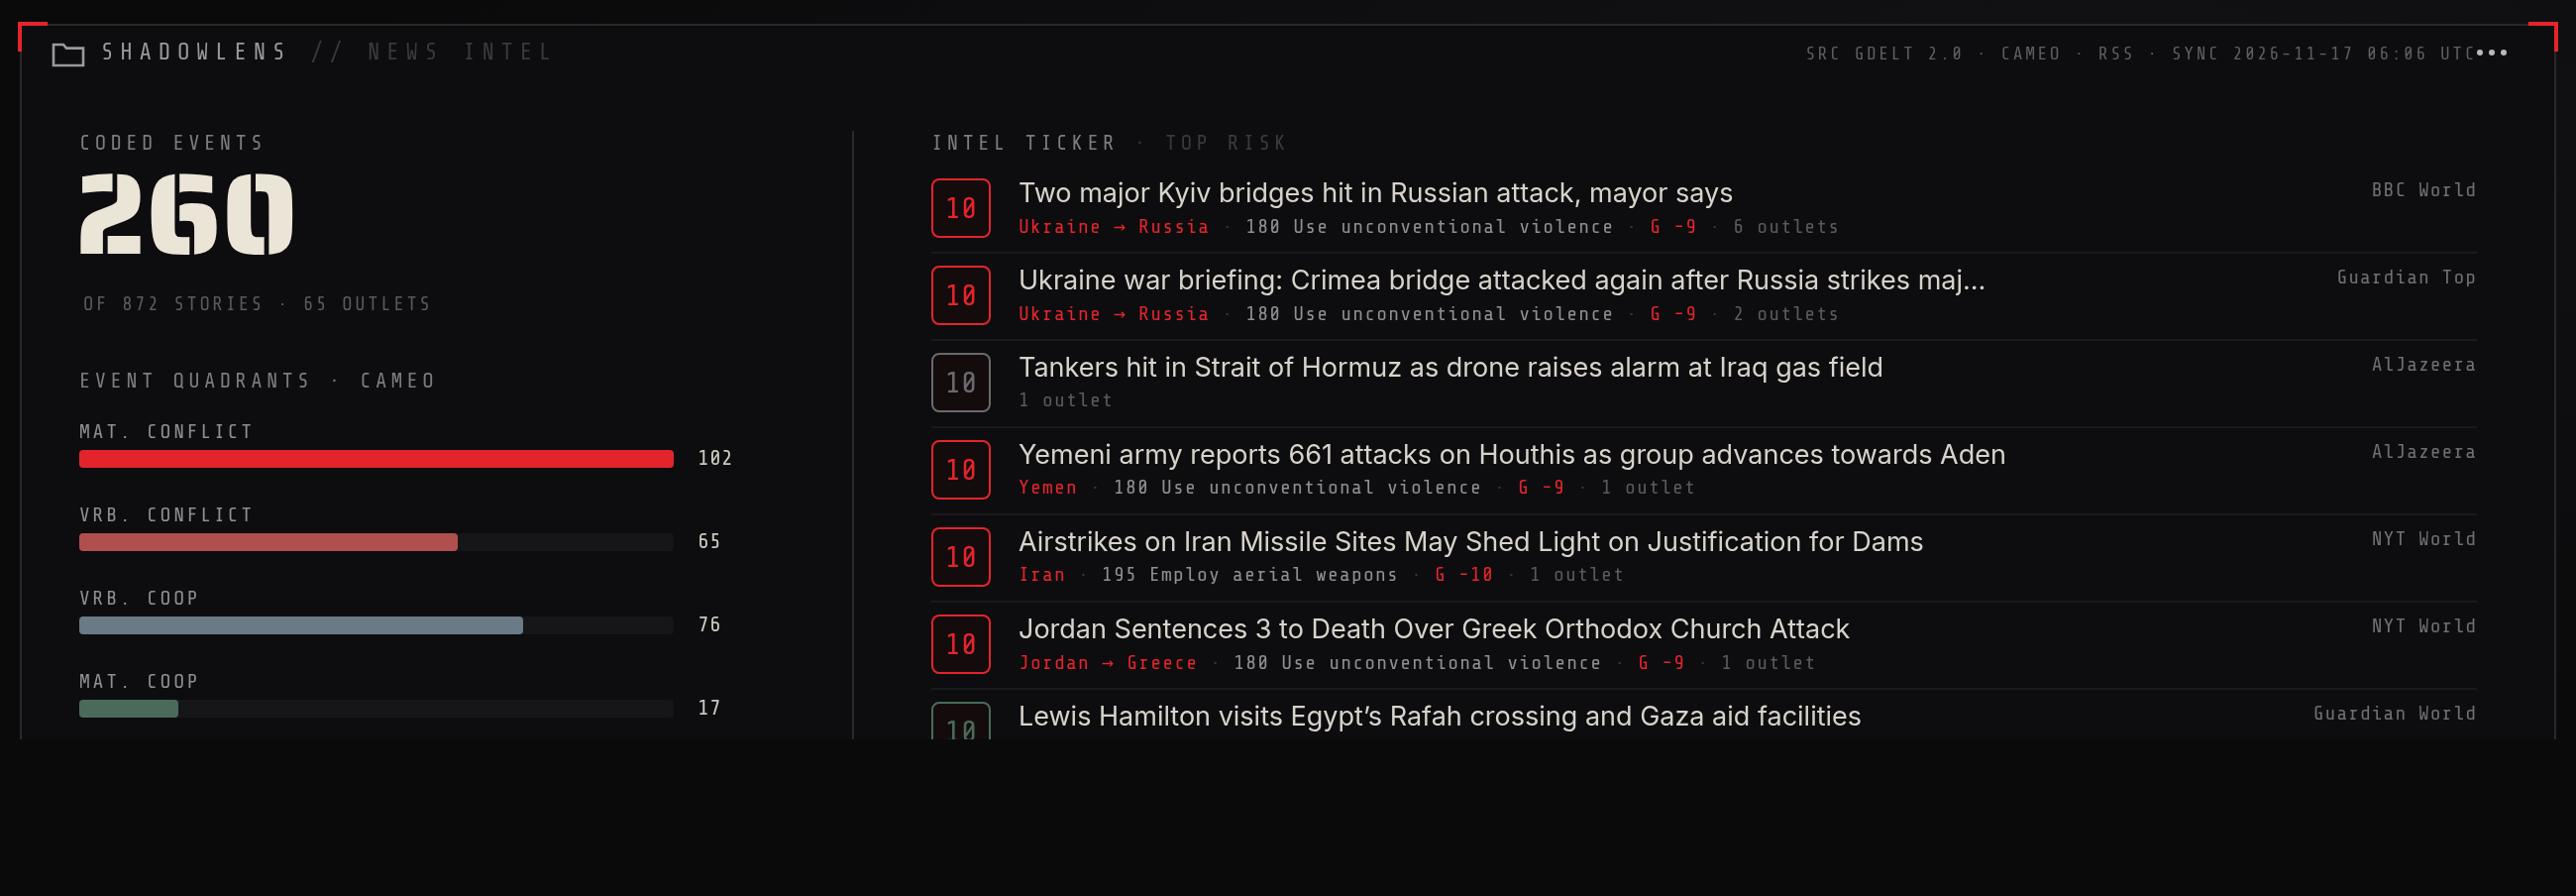 SHADOWLENS // NEWS INTEL
SRC GDELT 2.0 · CAMEO · RSS · SYNC 2026-11-17 06:06 UTC
CODED EVENTS
260
OF 872 STORIES · 65 OUTLETS
EVENT QUADRANTS · CAMEO
MAT. CONFLICT
102
VRB. CONFLICT
65
VRB. COOP
76
MAT. COOP
17
INTEL TICKER · TOP RISK
10 Two major Kyiv bridges hit in Russian attack, mayor says BBC World
Ukraine → Russia · 180 Use unconventional violence · G -9 · 6 outlets
10 Ukraine war briefing: Crimea bridge attacked again after Russia strikes maj… Guardian Top
Ukraine → Russia · 180 Use unconventional violence · G -9 · 2 outlets
10 Tankers hit in Strait of Hormuz as drone raises alarm at Iraq gas field AlJazeera
1 outlet
10 Yemeni army reports 661 attacks on Houthis as group advances towards Aden AlJazeera
Yemen · 180 Use unconventional violence · G -9 · 1 outlet
10 Airstrikes on Iran Missile Sites May Shed Light on Justification for Dams NYT World
Iran · 195 Employ aerial weapons · G -10 · 1 outlet
10 Jordan Sentences 3 to Death Over Greek Orthodox Church Attack NYT World
Jordan → Greece · 180 Use unconventional violence · G -9 · 1 outlet
10 Lewis Hamilton visits Egypt’s Rafah crossing and Gaza aid facilities Guardian World